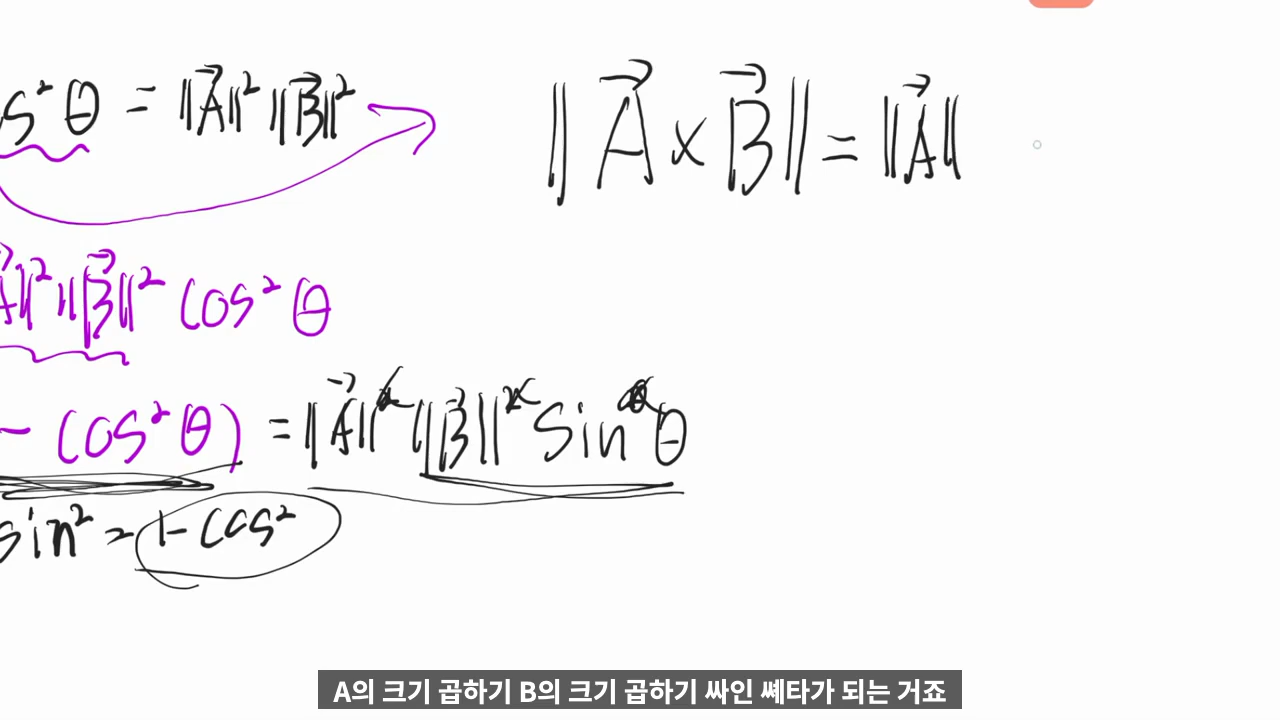 s²θ = ‖A⃗‖²‖B⃗‖²
‖A⃗×B⃗‖ = ‖A⃗‖
A⃗‖²‖B⃗‖² cos²θ
- cos²θ) = ‖A⃗‖²‖B⃗‖² sin θ
sin² = 1-cos²
A의 크기 곱하기 B의 크기 곱하기 싸인 쎄타가 되는 거죠